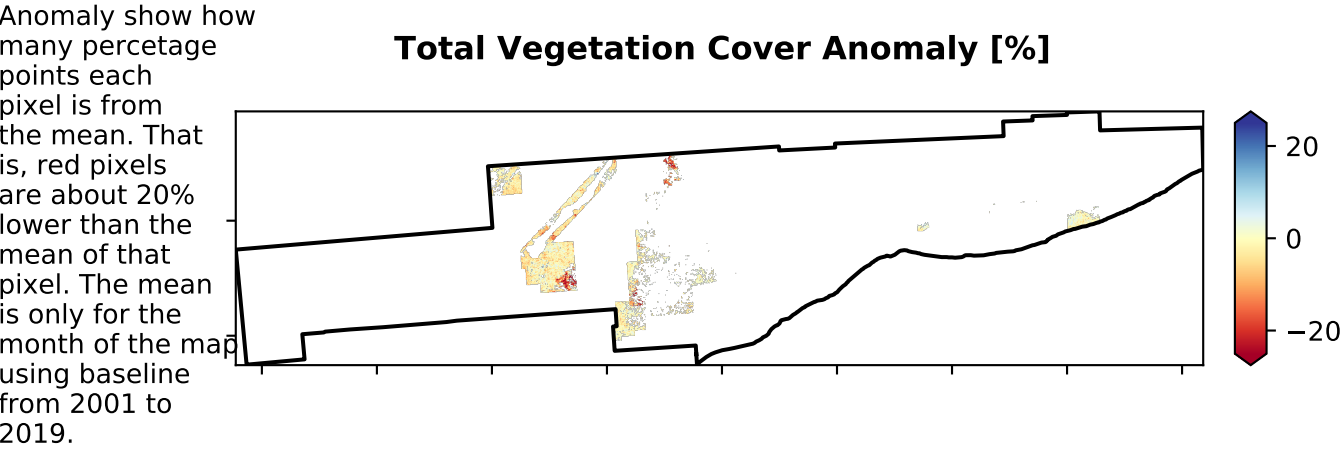 Anomaly show how
many percetage
points each
pixel is from
the mean. That
is, red pixels
are about 20%
lower than the
mean of that
pixel. The mean
is only for the
month of the map
using baseline
from 2001 to
2019.
Total Vegetation Cover Anomaly [%]
20
0
−20